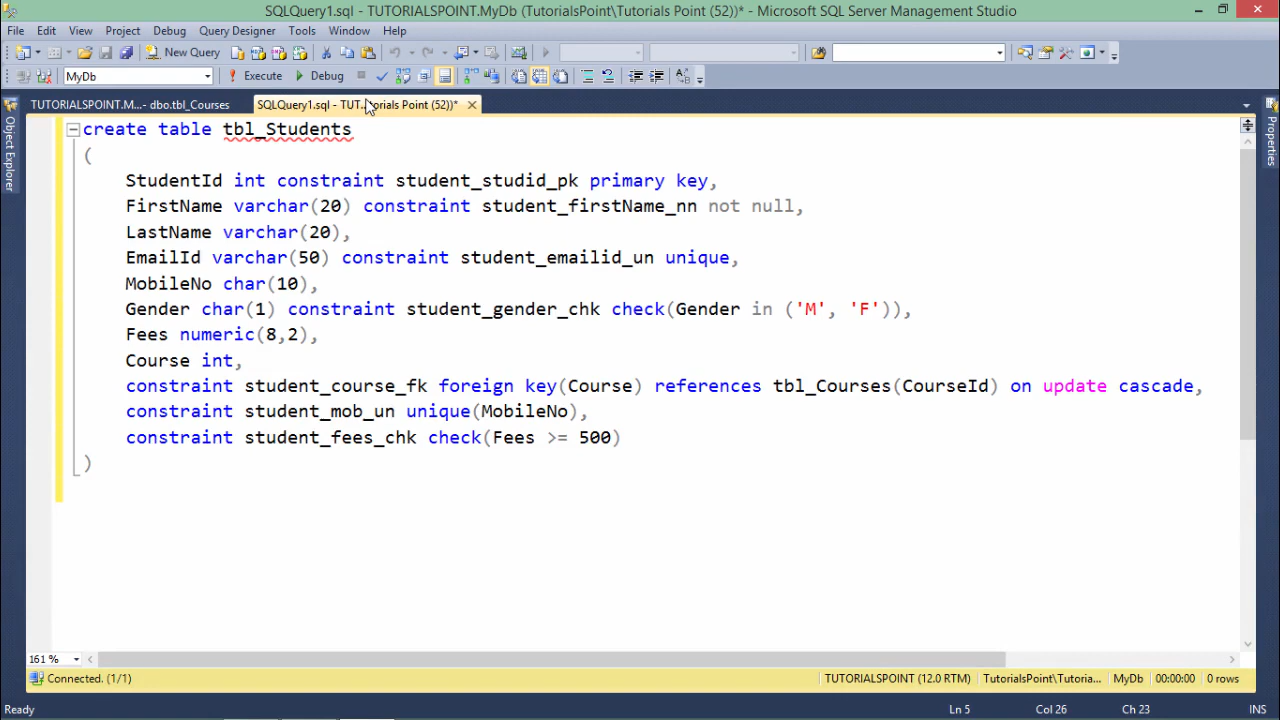 SQLQuery1.sql - TUTORIALSPOINT.MyDb (TutorialsPoint\Tutorials Point (52))* - Microsoft SQL Server Management Studio
File Edit View Project Debug Query Designer Tools Window Help
New Query
MyDb Execute Debug
TUTORIALSPOINT.M... - dbo.tbl_Courses SQLQuery1.sql - TUT...orials Point (52))*
Object Explorer
Properties
create table tbl_Students
(
StudentId int constraint student_studid_pk primary key,
FirstName varchar(20) constraint student_firstName_nn not null,
LastName varchar(20),
EmailId varchar(50) constraint student_emailid_un unique,
MobileNo char(10),
Gender char(1) constraint student_gender_chk check(Gender in ('M', 'F')),
Fees numeric(8,2),
Course int,
constraint student_course_fk foreign key(Course) references tbl_Courses(CourseId) on update cascade,
constraint student_mob_un unique(MobileNo),
constraint student_fees_chk check(Fees >= 500)
)
161 %
Connected. (1/1) TUTORIALSPOINT (12.0 RTM) TutorialsPoint\Tutoria... MyDb 00:00:00 0 rows
Ready Ln 5 Col 26 Ch 23 INS